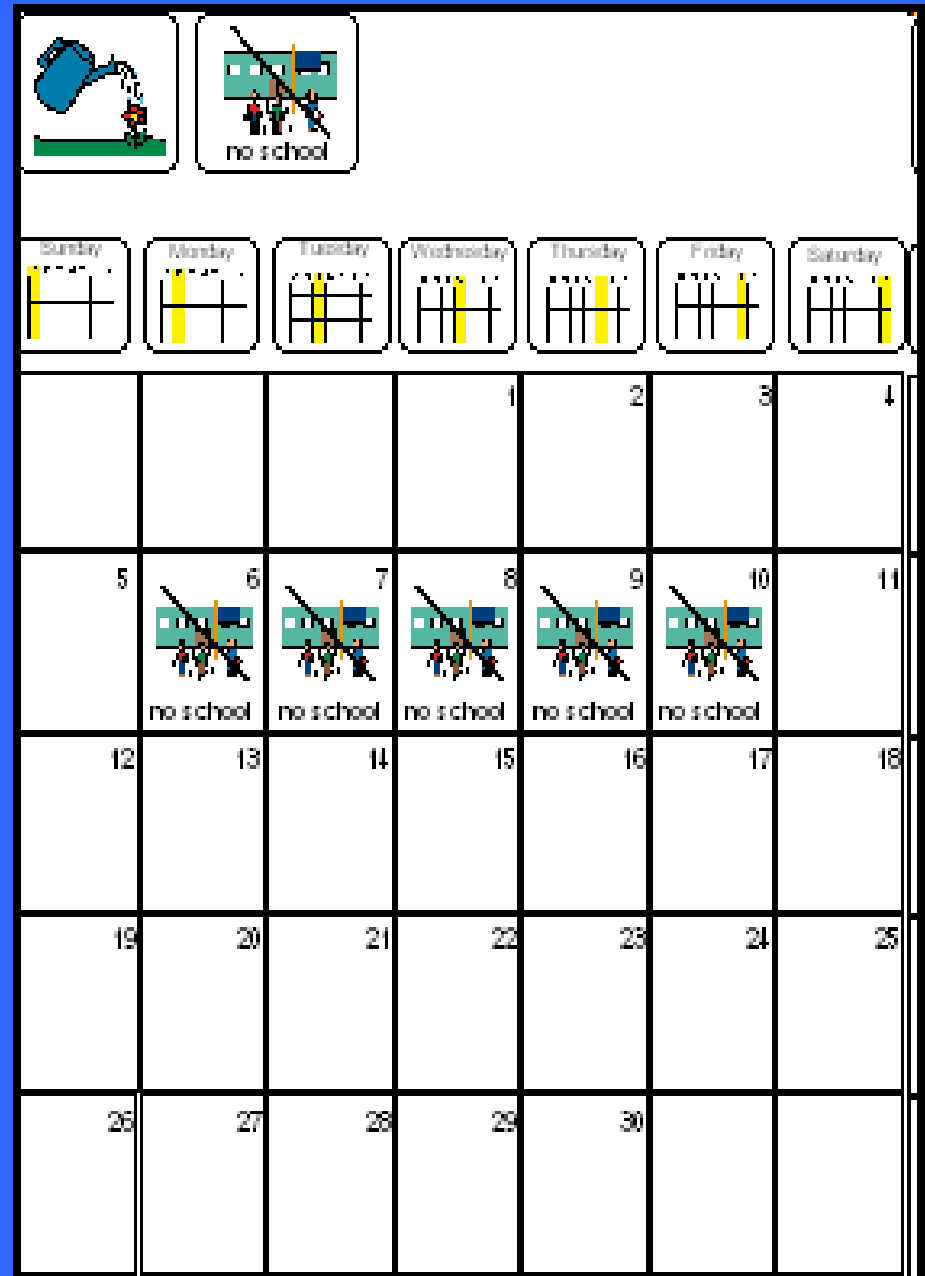 no school
Sunday Monday Tuesday Wednesday Thursday Friday Saturday
1 2 3 4
5 6 7 8 9 10 11
no school no school no school no school no school
12 13 14 15 16 17 18
19 20 21 22 23 24 25
26 27 28 29 30